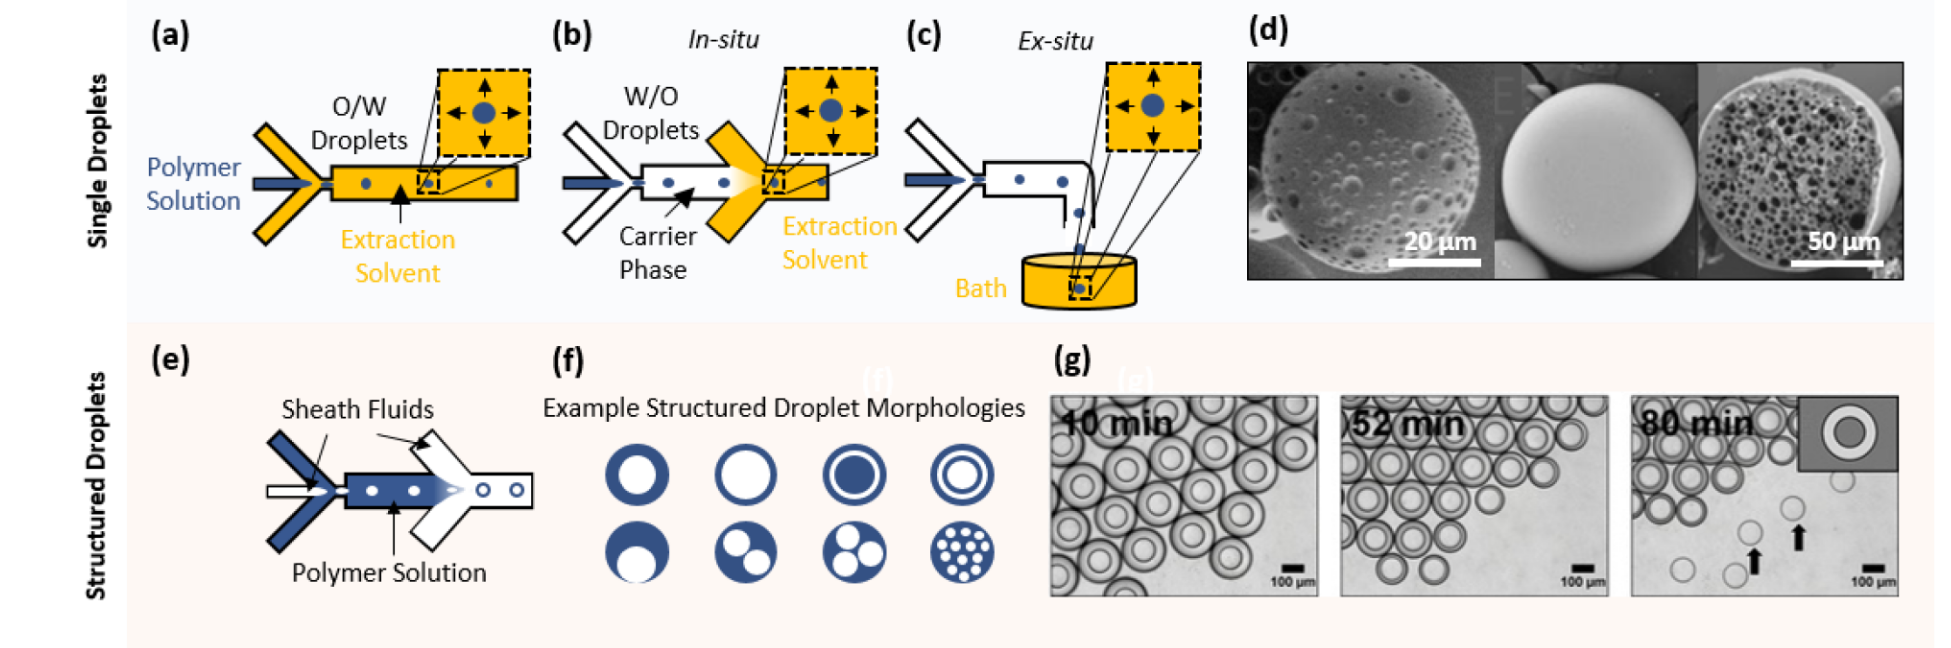 Single Droplets
(a)
O/W
Droplets
Polymer
Solution
Extraction
Solvent
(b)
In-situ
W/O
Droplets
Carrier
Phase
Extraction
Solvent
(c)
Ex-situ
Bath
(d)
E
20 µm
50 µm
Structured Droplets
(e)
Sheath Fluids
Polymer Solution
(f)
(f)
Example Structured Droplet Morphologies
(g)
(g)
10 min
100 µm
52 min
100 µm
80 min
100 µm